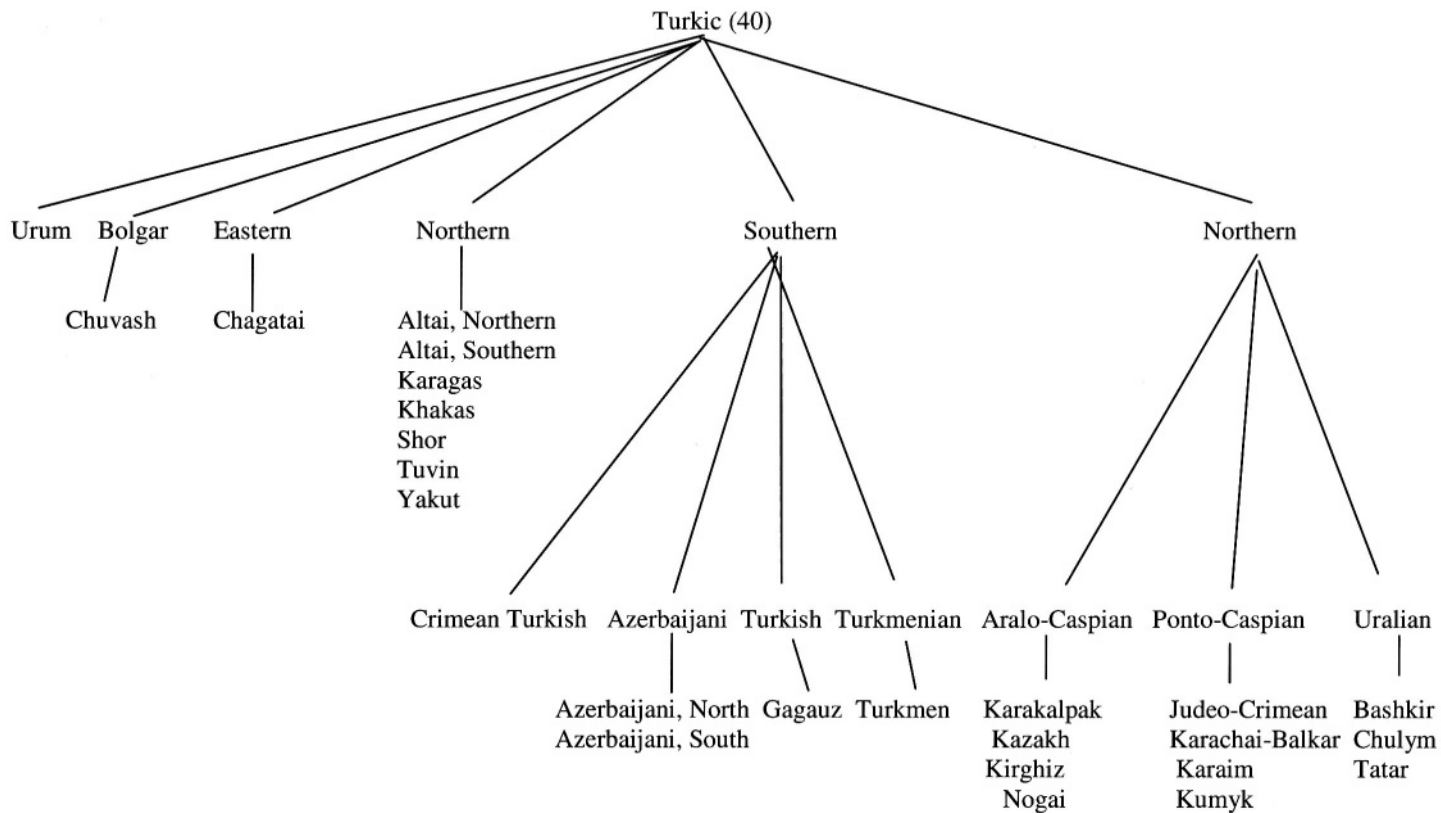 Turkic (40)
Urum Bolgar Eastern Northern Southern Northern
Chuvash Chagatai
Altai, Northern
Altai, Southern
Karagas
Khakas
Shor
Tuvin
Yakut
Crimean Turkish Azerbaijani Turkish Turkmenian Aralo-Caspian Ponto-Caspian Uralian
Azerbaijani, North Gagauz Turkmen Karakalpak Judeo-Crimean Bashkir
Azerbaijani, South Kazakh Karachai-Balkar Chulym
Kirghiz Karaim Tatar
Nogai Kumyk